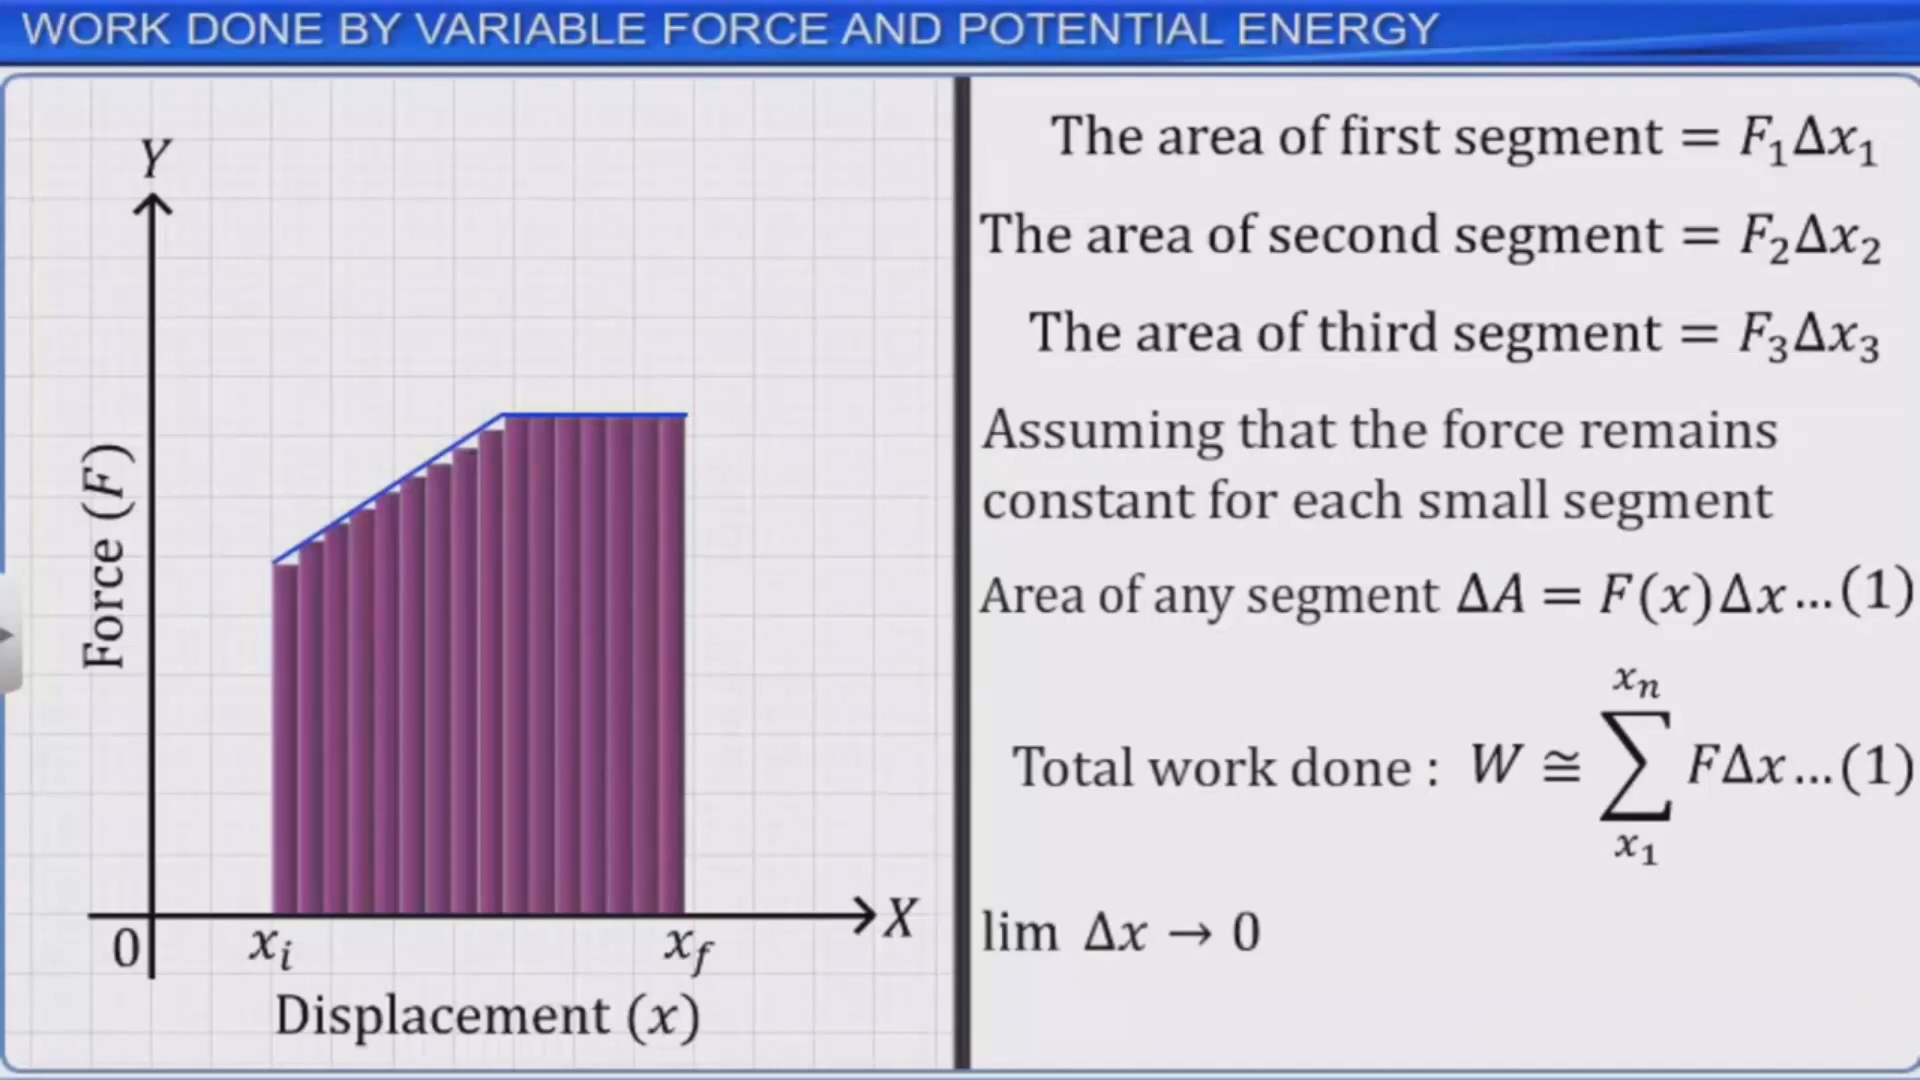 WORK DONE BY VARIABLE FORCE AND POTENTIAL ENERGY
Y
Force (F)
0
xᵢ
x_f
X
Displacement (x)
The area of first segment = F₁Δx₁
The area of second segment = F₂Δx₂
The area of third segment = F₃Δx₃
Assuming that the force remains
constant for each small segment
Area of any segment ΔA = F(x)Δx...(1)
xₙ
Total work done : W ≅ ∑ FΔx...(1)
x₁
lim Δx → 0